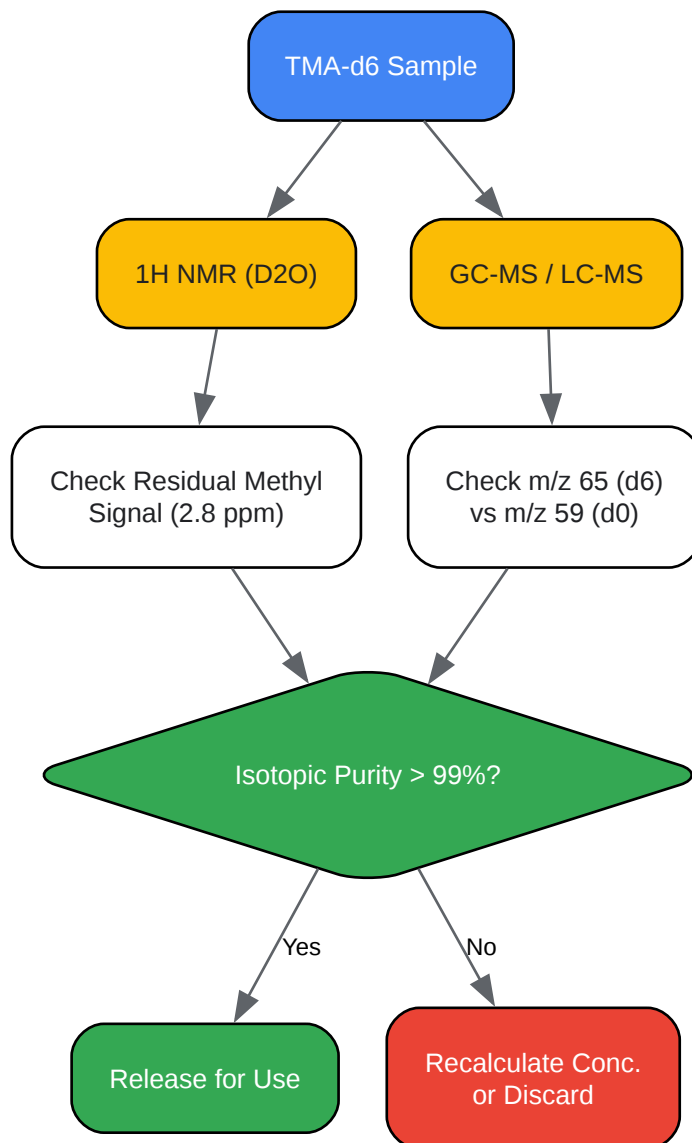 TMA-d6 Sample
1H NMR (D2O)
GC-MS / LC-MS
Check Residual Methyl
Signal (2.8 ppm)
Check m/z 65 (d6)
vs m/z 59 (d0)
Isotopic Purity > 99%?
Yes
No
Release for Use
Recalculate Conc.
or Discard